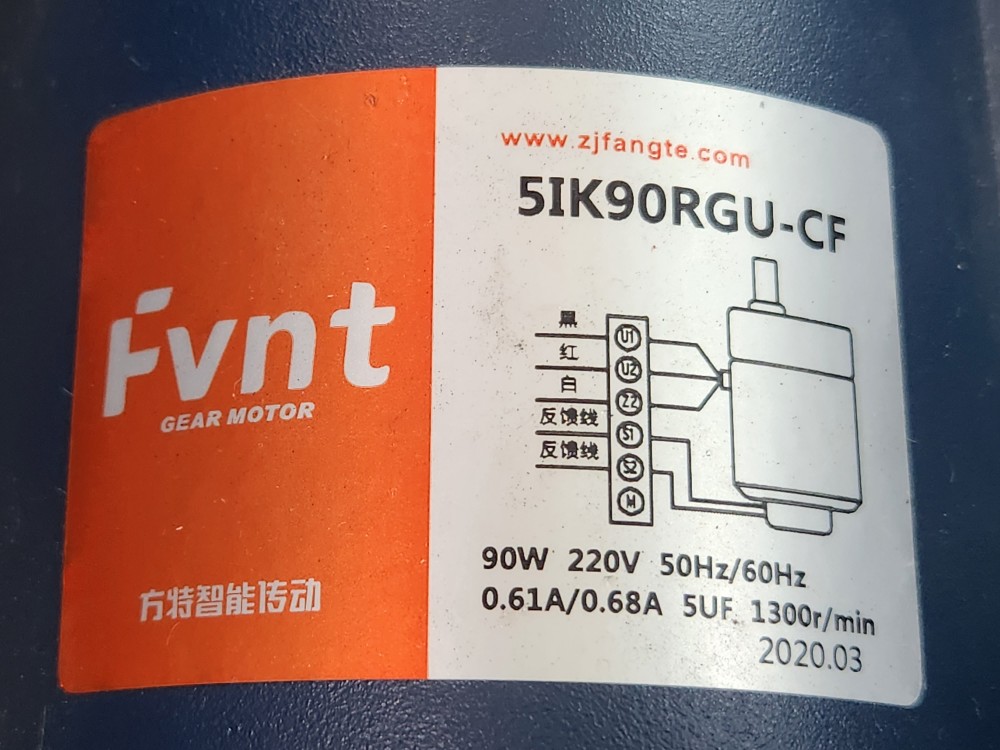 Fvnt
GEAR MOTOR
方特智能传动
www.zjfangte.com
5IK90RGU-CF
黑
红
白
反馈线
反馈线
U1
U2
Z2
S1
S2
M
90W 220V 50Hz/60Hz
0.61A/0.68A 5UF. 1300r/min
2020.03